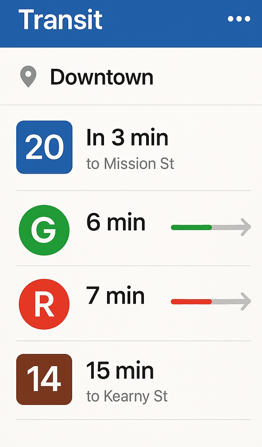 Transit
Downtown
20
In 3 min
to Mission St
G
6 min
R
7 min
14
15 min
to Kearny St